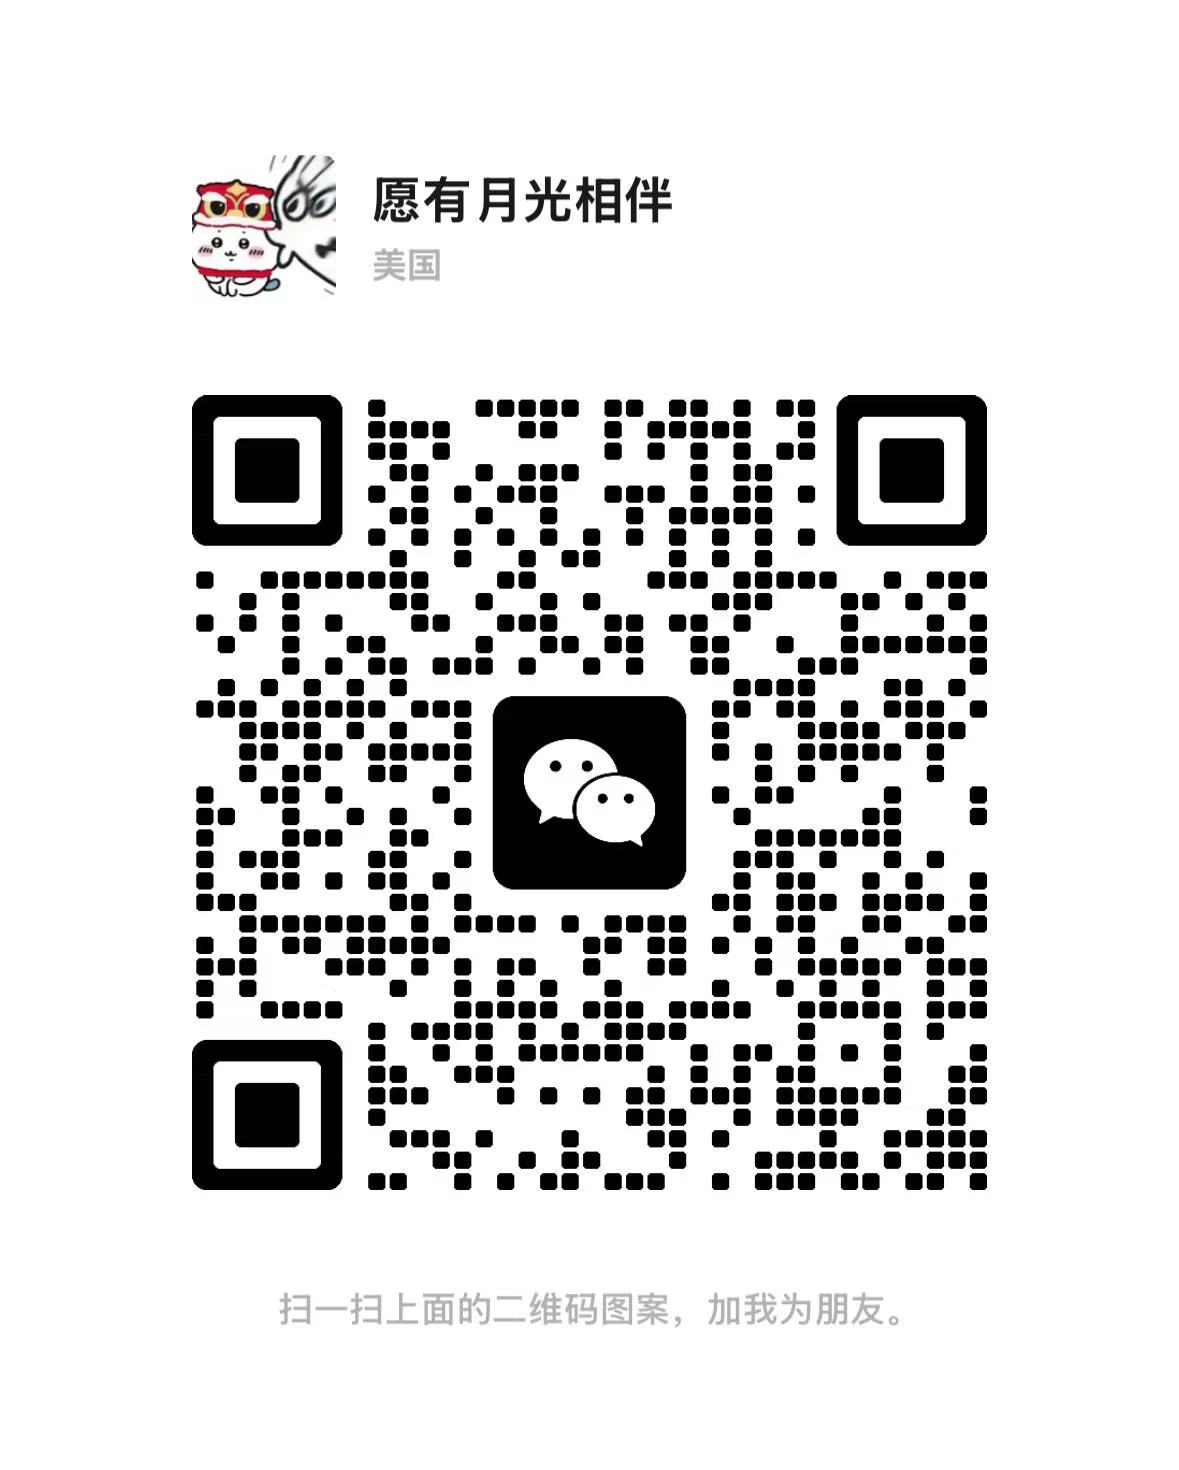 愿有月光相伴
美国
扫一扫上面的二维码图案，加我为朋友。